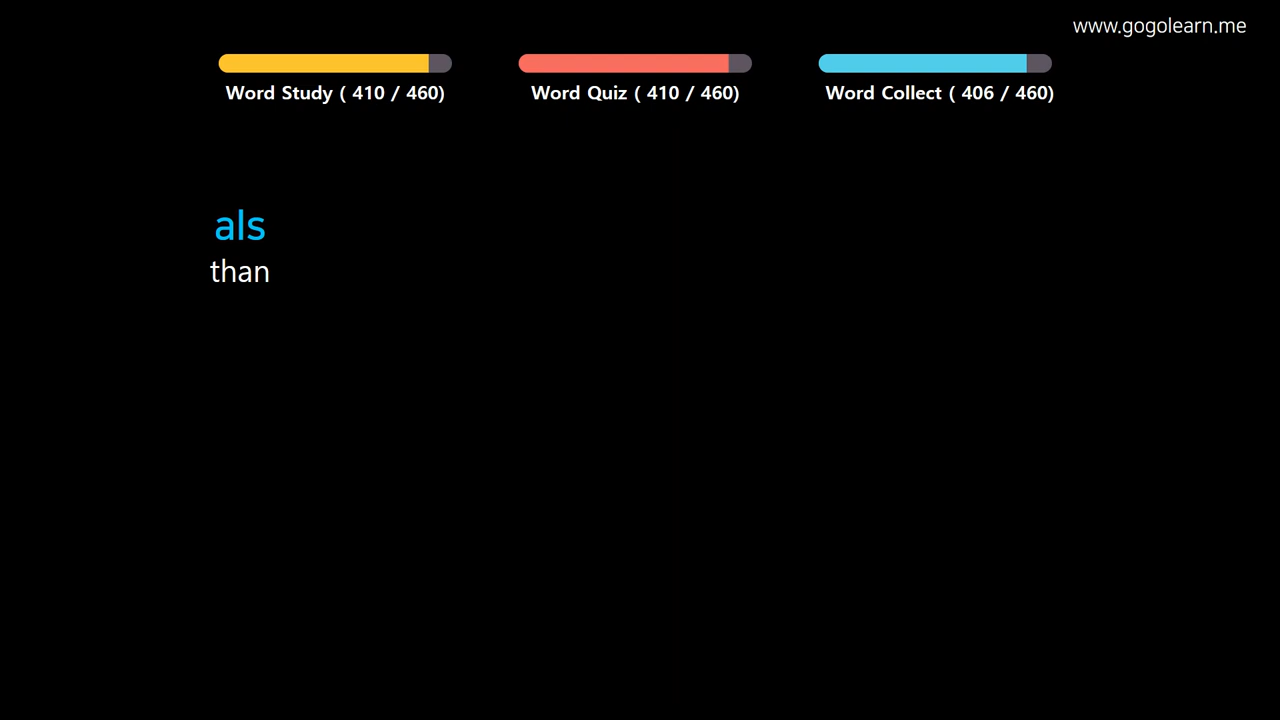 www.gogolearn.me
Word Study ( 410 / 460)
Word Quiz ( 410 / 460)
Word Collect ( 406 / 460)
als
than